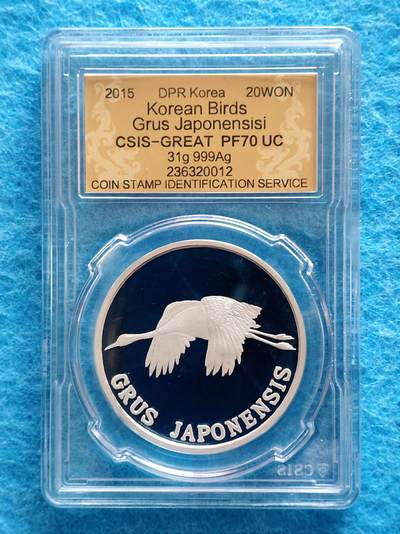 2015 DPR Korea 20WON
Korean Birds
Grus Japonensisi
CSIS-GREAT PF70 UC
31g 999Ag
236320012
COIN STAMP IDENTIFICATION SERVICE
GRUS JAPONENSIS
CSIS